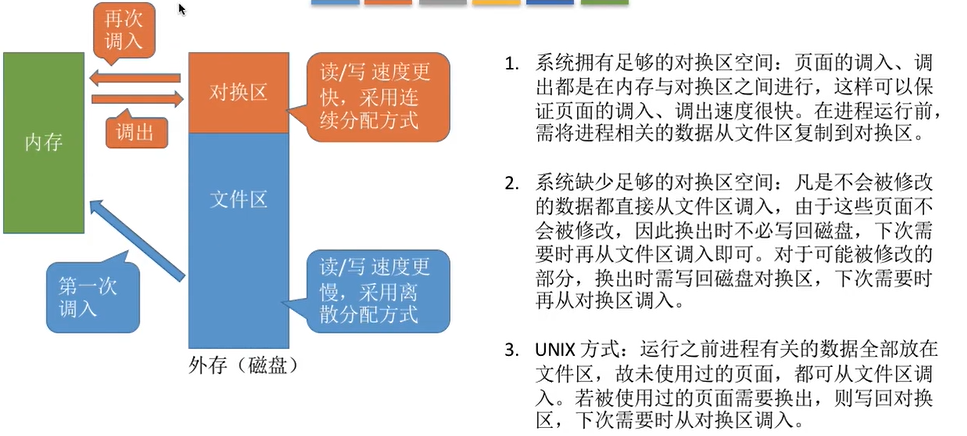 再次
调入
对换区
读/写 速度更
快，采用连
续分配方式
调出
内存
文件区
第一次
调入
读/写 速度更
慢，采用离
散分配方式
外存（磁盘）
1. 系统拥有足够的对换区空间：页面的调入、调
出都是在内存与对换区之间进行，这样可以保
证页面的调入、调出速度很快。在进程运行前，
需将进程相关的数据从文件区复制到对换区。
2. 系统缺少足够的对换区空间：凡是不会被修改
的数据都直接从文件区调入，由于这些页面不
会被修改，因此换出时不必写回磁盘，下次需
要时再从文件区调入即可。对于可能被修改的
部分，换出时需写回磁盘对换区，下次需要时
再从对换区调入。
3. UNIX 方式：运行之前进程有关的数据全部放在
文件区，故未使用过的页面，都可从文件区调
入。若被使用过的页面需要换出，则写回对换
区，下次需要时从对换区调入。